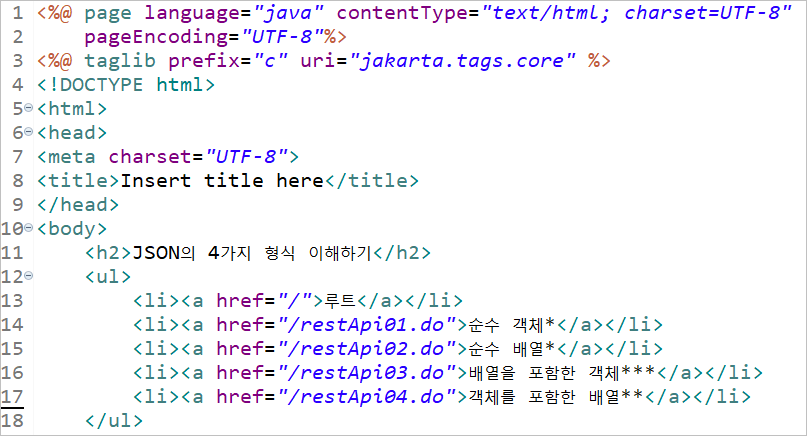 1 <%@ page language="java" contentType="text/html; charset=UTF-8"
2     pageEncoding="UTF-8"%>
3 <%@ taglib prefix="c" uri="jakarta.tags.core" %>
4 <!DOCTYPE html>
5 <html>
6 <head>
7 <meta charset="UTF-8">
8 <title>Insert title here</title>
9 </head>
10 <body>
11     <h2>JSON의 4가지 형식 이해하기</h2>
12     <ul>
13         <li><a href="/">루트</a></li>
14         <li><a href="/restApi01.do">순수 객체*</a></li>
15         <li><a href="/restApi02.do">순수 배열*</a></li>
16         <li><a href="/restApi03.do">배열을 포함한 객체***</a></li>
17         <li><a href="/restApi04.do">객체를 포함한 배열**</a></li>
18     </ul>